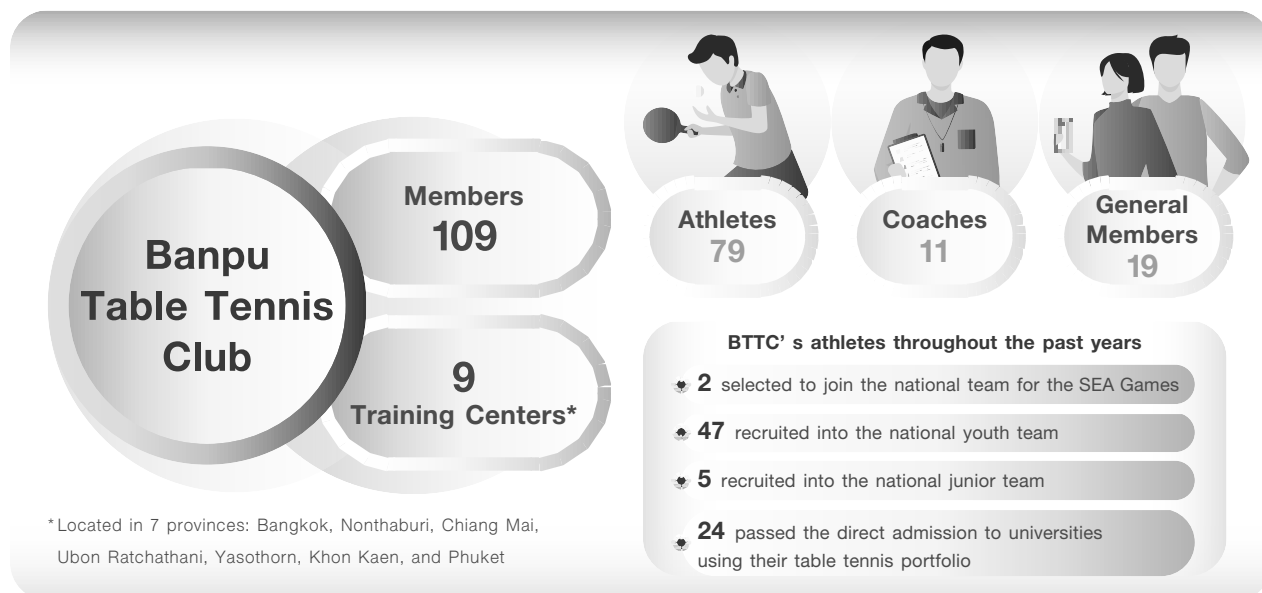 Banpu
Table Tennis
Club
Members
109
9
Training Centers*
*Located in 7 provinces: Bangkok, Nonthaburi, Chiang Mai,
Ubon Ratchathani, Yasothorn, Khon Kaen, and Phuket
Athletes
79
Coaches
11
General
Members
19
BTTC' s athletes throughout the past years
2 selected to join the national team for the SEA Games
47 recruited into the national youth team
5 recruited into the national junior team
24 passed the direct admission to universities
using their table tennis portfolio